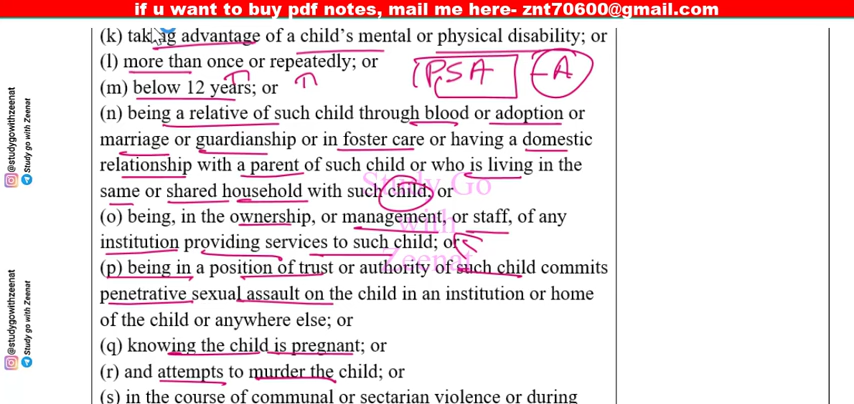 if u want to buy pdf notes, mail me here- znt70600@gmail.com
(k) taking advantage of a child's mental or physical disability; or
(l) more than once or repeatedly; or
PSA - A
(m) below 12 years; or
(n) being a relative of such child through blood or adoption or
marriage or guardianship or in foster care or having a domestic
relationship with a parent of such child or who is living in the
same or shared household with such child; or
(o) being, in the ownership, or management, or staff, of any
institution providing services to such child; or
(p) being in a position of trust or authority of such child commits
penetrative sexual assault on the child in an institution or home
of the child or anywhere else; or
(q) knowing the child is pregnant; or
(r) and attempts to murder the child; or
(s) in the course of communal or sectarian violence or during
Study Go
with
Zeenat
@studygowithzeenat
Study go with Zeenat
@studygowithzeenat
Study go with Zeenat